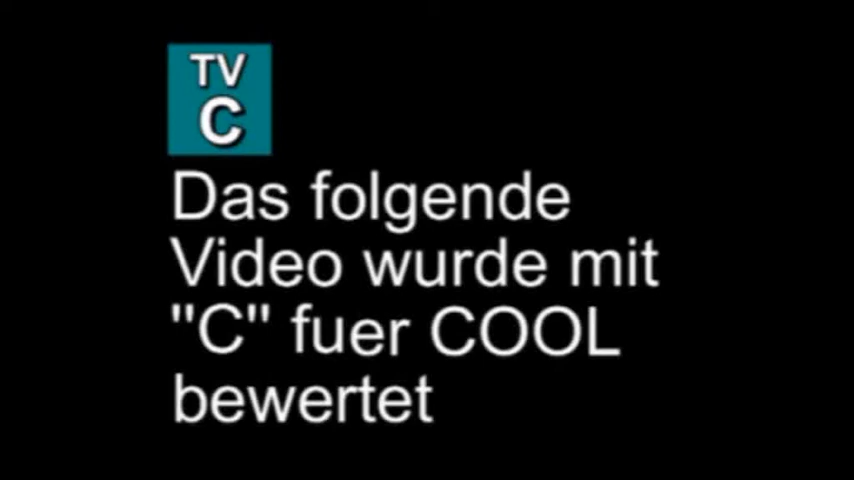 TV
C
Das folgende
Video wurde mit
"C" fuer COOL
bewertet